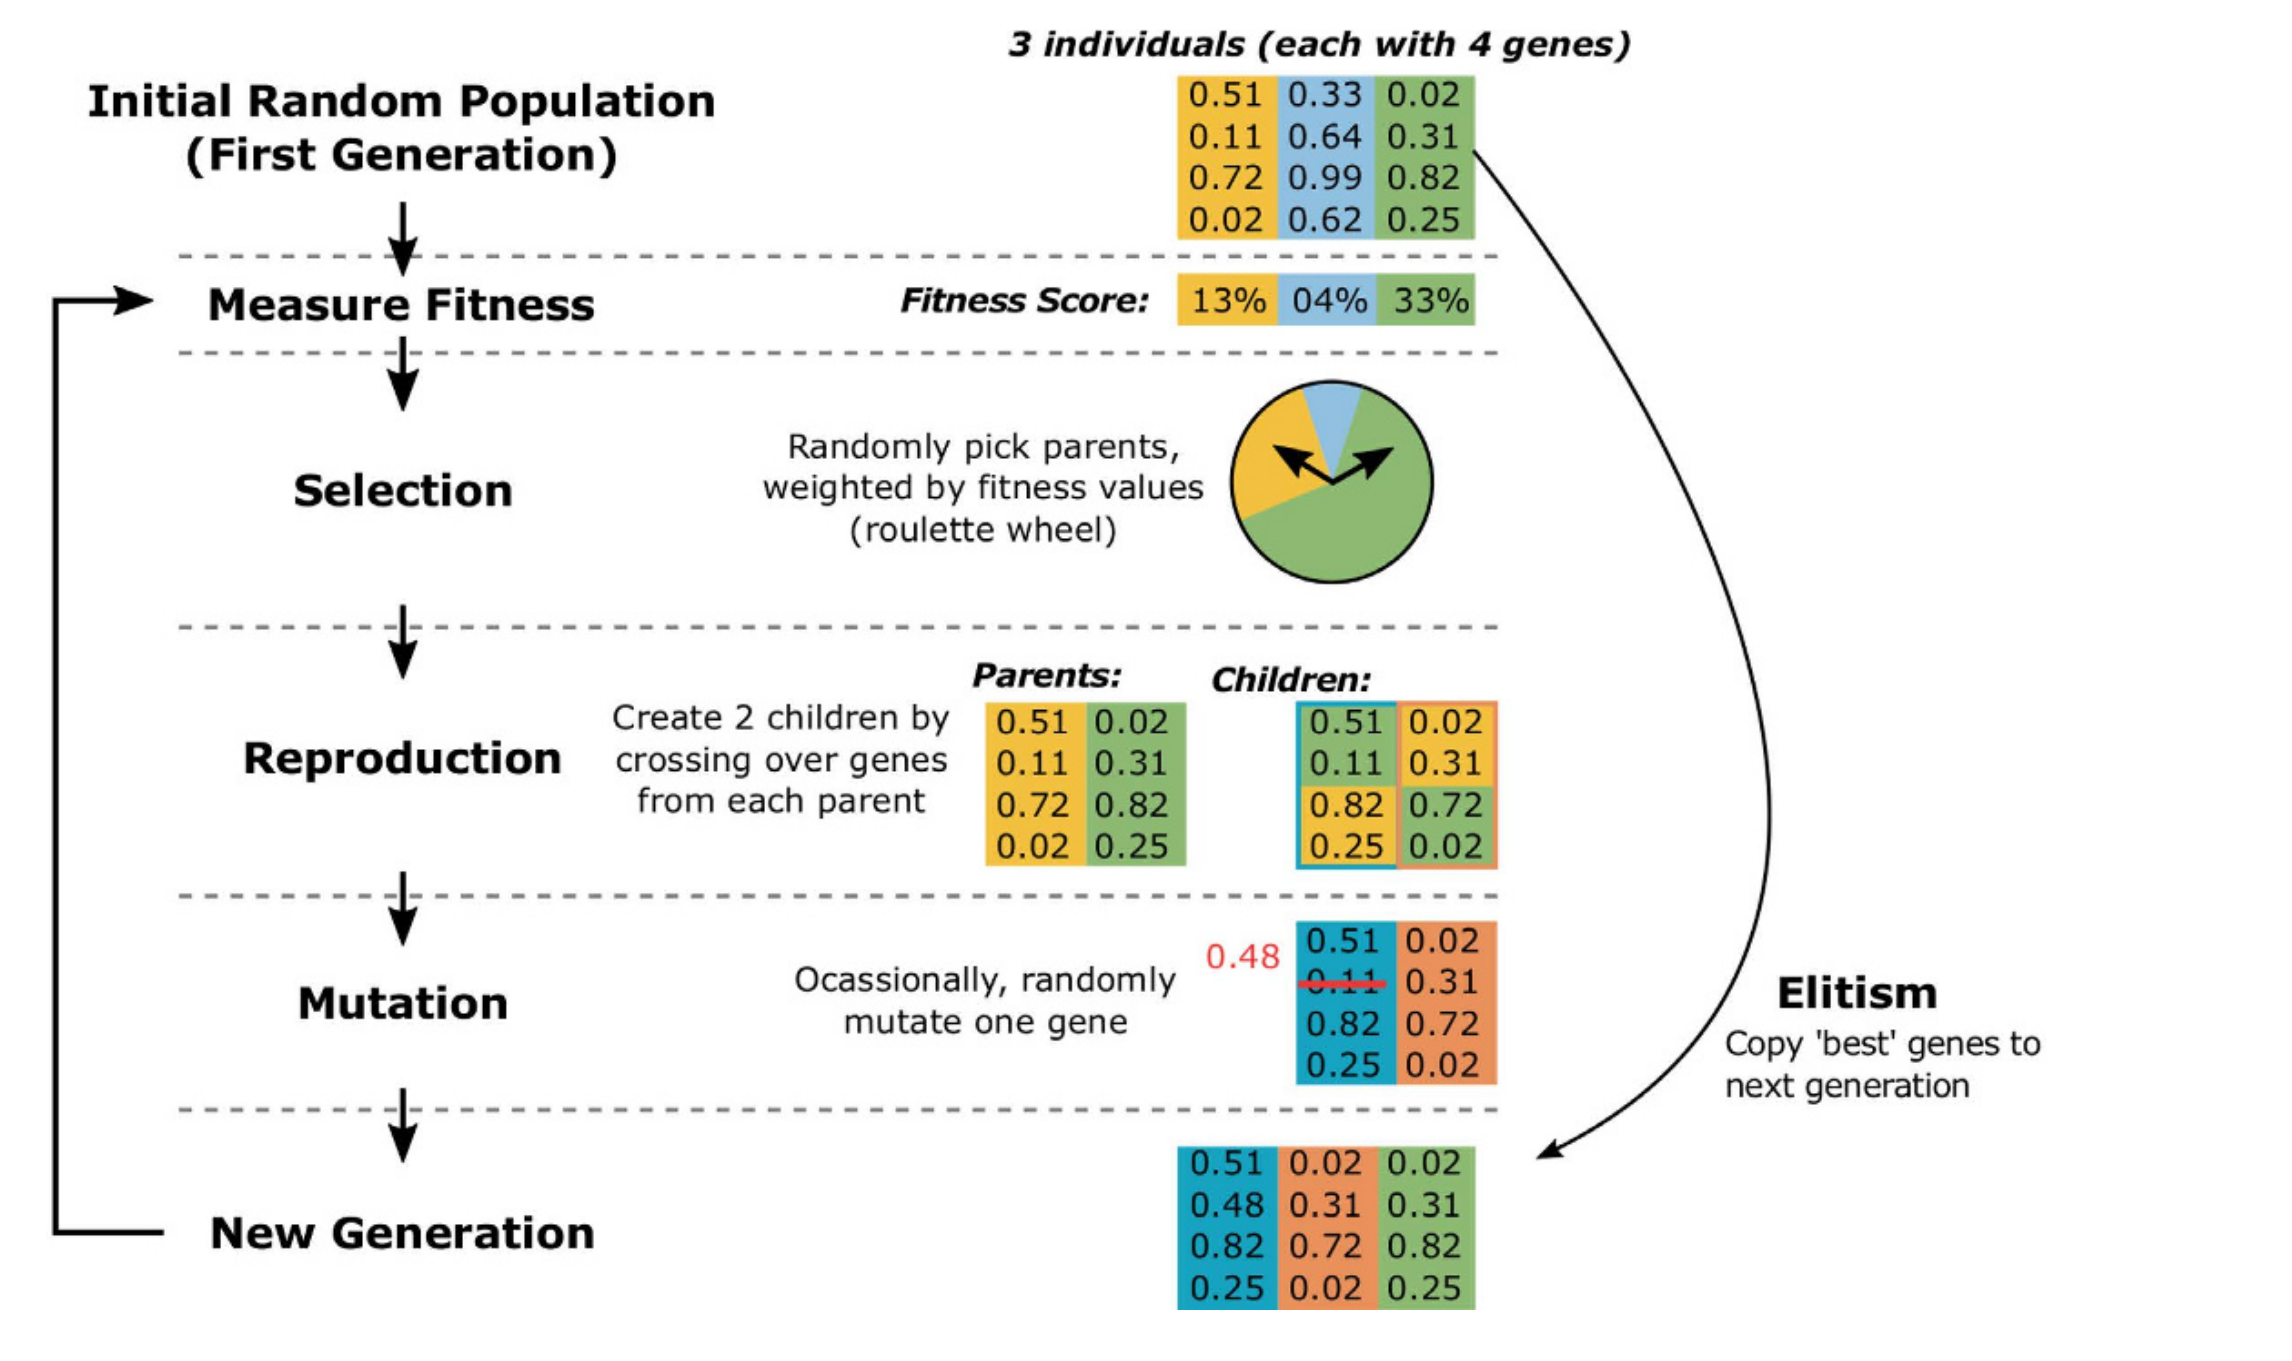 3 individuals (each with 4 genes)
Initial Random Population
(First Generation)
0.51 0.33 0.02
0.11 0.64 0.31
0.72 0.99 0.82
0.02 0.62 0.25
Measure Fitness
Fitness Score: 13% 04% 33%
Selection
Randomly pick parents,
weighted by fitness values
(roulette wheel)
Reproduction
Create 2 children by
crossing over genes
from each parent
Parents:
0.51 0.02
0.11 0.31
0.72 0.82
0.02 0.25
Children:
0.51 0.02
0.11 0.31
0.82 0.72
0.25 0.02
Mutation
Ocassionally, randomly
mutate one gene
0.48
0.51 0.02
0.11 0.31
0.82 0.72
0.25 0.02
Elitism
Copy 'best' genes to
next generation
New Generation
0.51 0.02 0.02
0.48 0.31 0.31
0.82 0.72 0.82
0.25 0.02 0.25